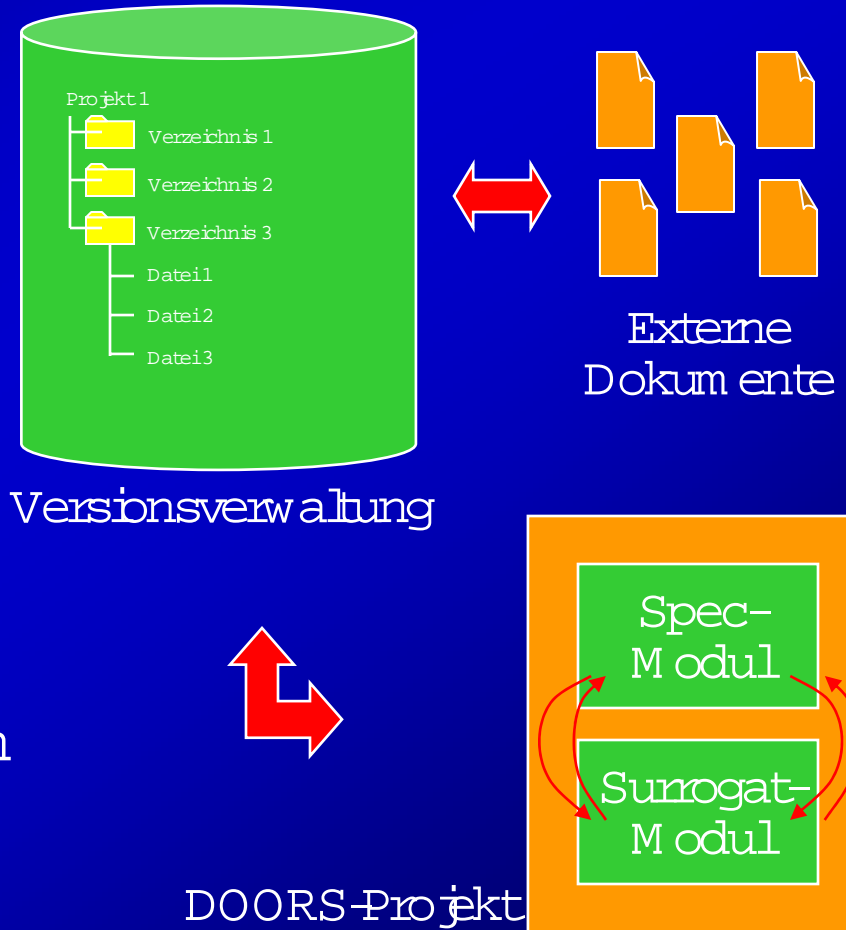 Projekt1
Verzeichnis1
Verzeichnis2
Verzeichnis3
Datei1
Datei2
Datei3
Externe
Dokumente
Versionsverwaltung
Spec-
Modul
n
Surrogat-
Modul
DOORS-Projekt